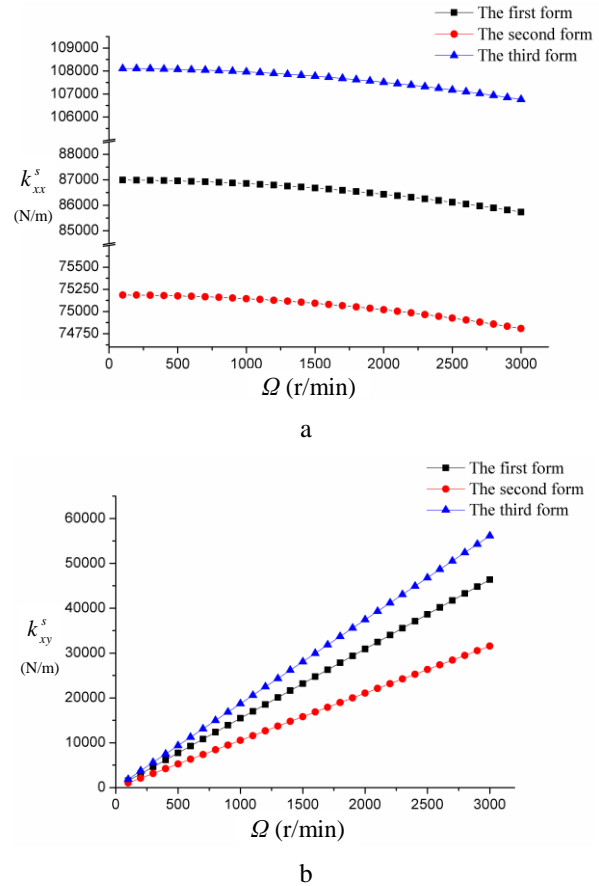 The first form
The second form
The third form
109000
108000
107000
106000
88000
87000
86000
85000
75500
75250
75000
74750
k^s_xx
(N/m)
0 500 1000 1500 2000 2500 3000
Ω (r/min)
a
The first form
The second form
The third form
60000
50000
40000
30000
20000
10000
0
k^s_xy
(N/m)
0 500 1000 1500 2000 2500 3000
Ω (r/min)
b